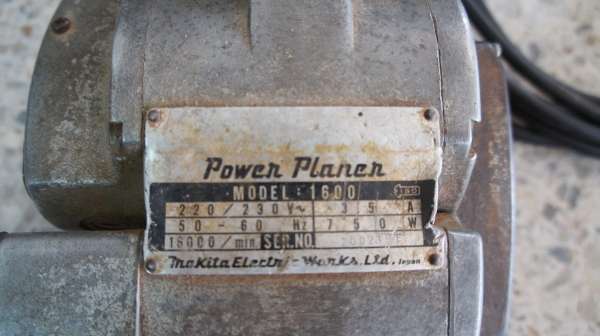 Power Planer
MODEL 1600
220/230V~ 3.5 A
50-60 Hz 750 W
16000/min SER.NO.
Makita Electric Works, Ltd. Japan